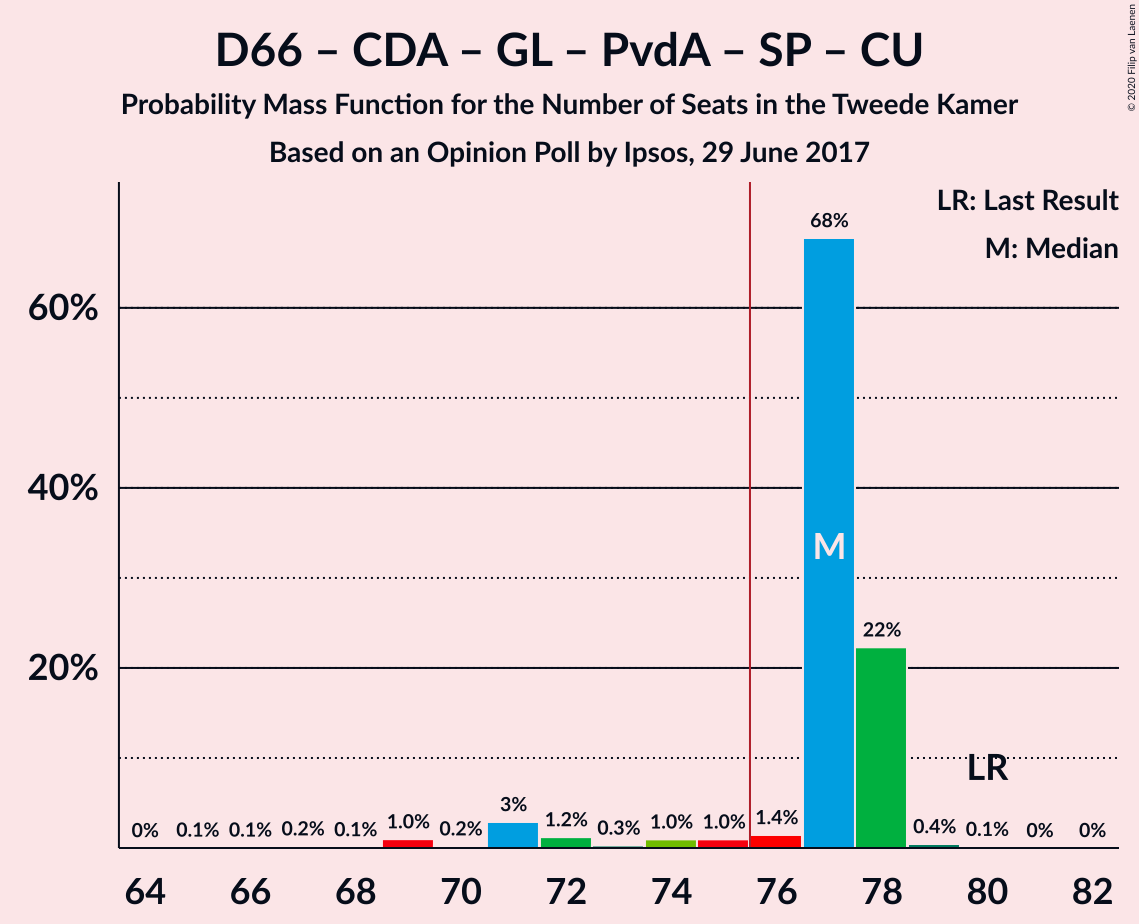 D66 – CDA – GL – PvdA – SP – CU
Probability Mass Function for the Number of Seats in the Tweede Kamer
Based on an Opinion Poll by Ipsos, 29 June 2017
© 2020 Filip van Laenen
LR: Last Result
M: Median
60%
40%
20%
0% 0.1% 0.1% 0.2% 0.1% 1.0% 0.2% 3% 1.2% 0.3% 1.0% 1.0% 1.4% 68% 22% 0.4% 0.1% 0% 0%
M
LR
64 66 68 70 72 74 76 78 80 82